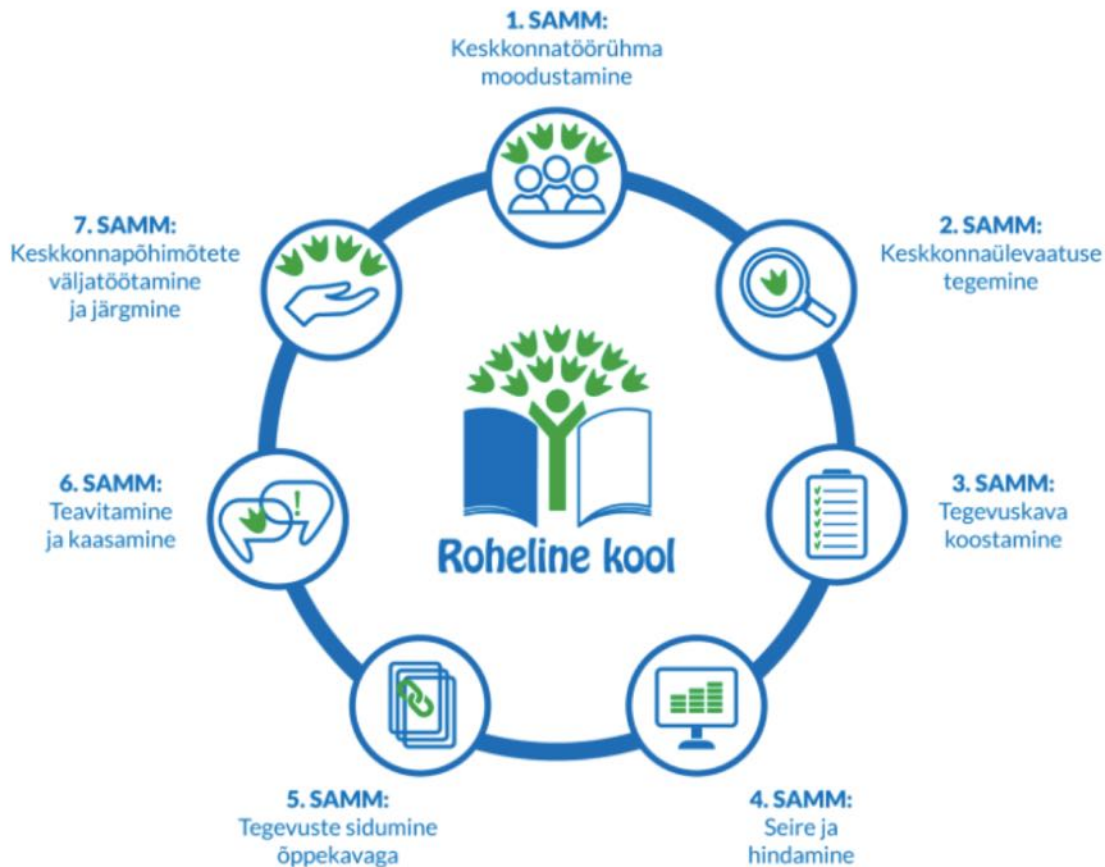 1. SAMM:
Keskkonnatöörühma
moodustamine
2. SAMM:
Keskkonnaülevaatuse
tegemine
3. SAMM:
Tegevuskava
koostamine
4. SAMM:
Seire ja
hindamine
5. SAMM:
Tegevuste sidumine
õppekavaga
6. SAMM:
Teavitamine
ja kaasamine
7. SAMM:
Keskkonnapõhimõtete
väljatöötamine
ja järgmine
Roheline kool